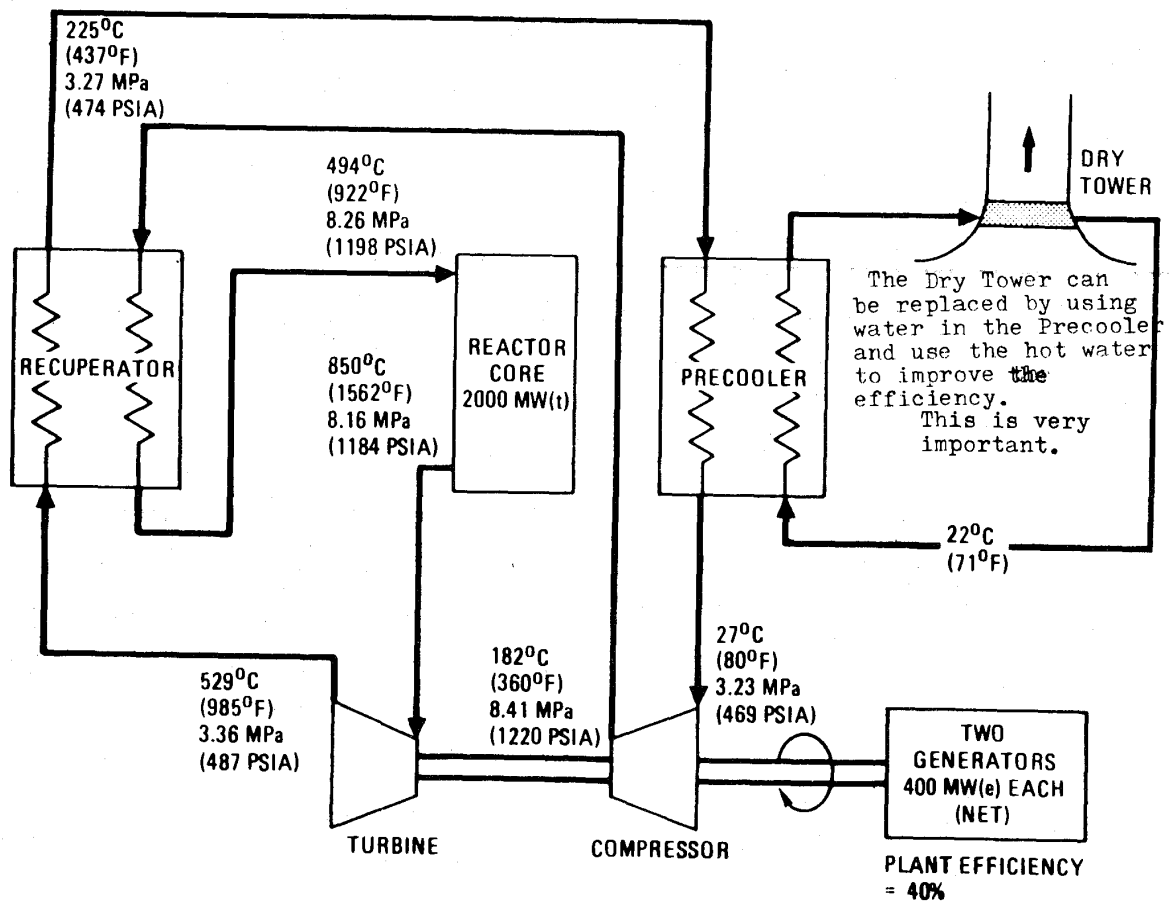 225⁰C
(437⁰F)
3.27 MPa
(474 PSIA)
494⁰C
(922⁰F)
8.26 MPa
(1198 PSIA)
DRY
TOWER
The Dry Tower can
be replaced by using
water in the Precooler
and use the hot water
to improve the
efficiency.
This is very
important.
RECUPERATOR
850⁰C
(1562⁰F)
8.16 MPa
(1184 PSIA)
REACTOR
CORE
2000 MW(t)
PRECOOLER
22⁰C
(71⁰F)
529⁰C
(985⁰F)
3.36 MPa
(487 PSIA)
182⁰C
(360⁰F)
8.41 MPa
(1220 PSIA)
27⁰C
(80⁰F)
3.23 MPa
(469 PSIA)
TWO
GENERATORS
400 MW(e) EACH
(NET)
TURBINE
COMPRESSOR
PLANT EFFICIENCY
= 40%